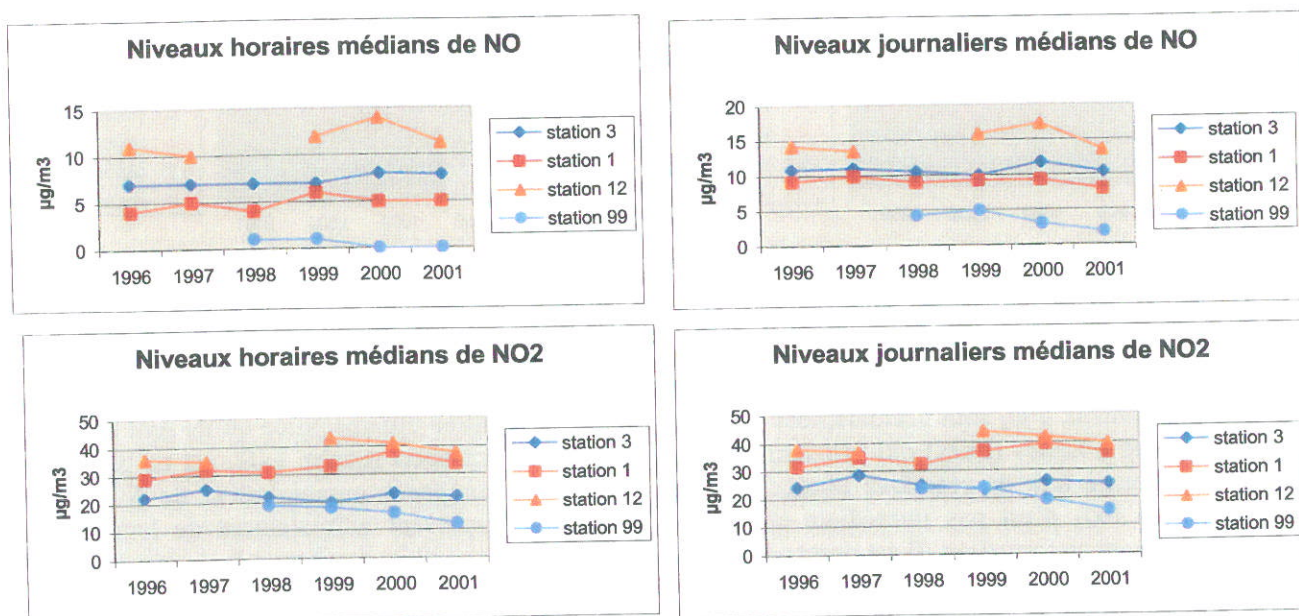 Niveaux horaires médians de NO
µg/m3
15
10
5
0
1996 1997 1998 1999 2000 2001
station 3
station 1
station 12
station 99
Niveaux journaliers médians de NO
µg/m3
20
15
10
5
0
1996 1997 1998 1999 2000 2001
station 3
station 1
station 12
station 99
Niveaux horaires médians de NO2
µg/m3
50
40
30
20
10
0
1996 1997 1998 1999 2000 2001
station 3
station 1
station 12
station 99
Niveaux journaliers médians de NO2
µg/m3
50
40
30
20
10
0
1996 1997 1998 1999 2000 2001
station 3
station 1
station 12
station 99